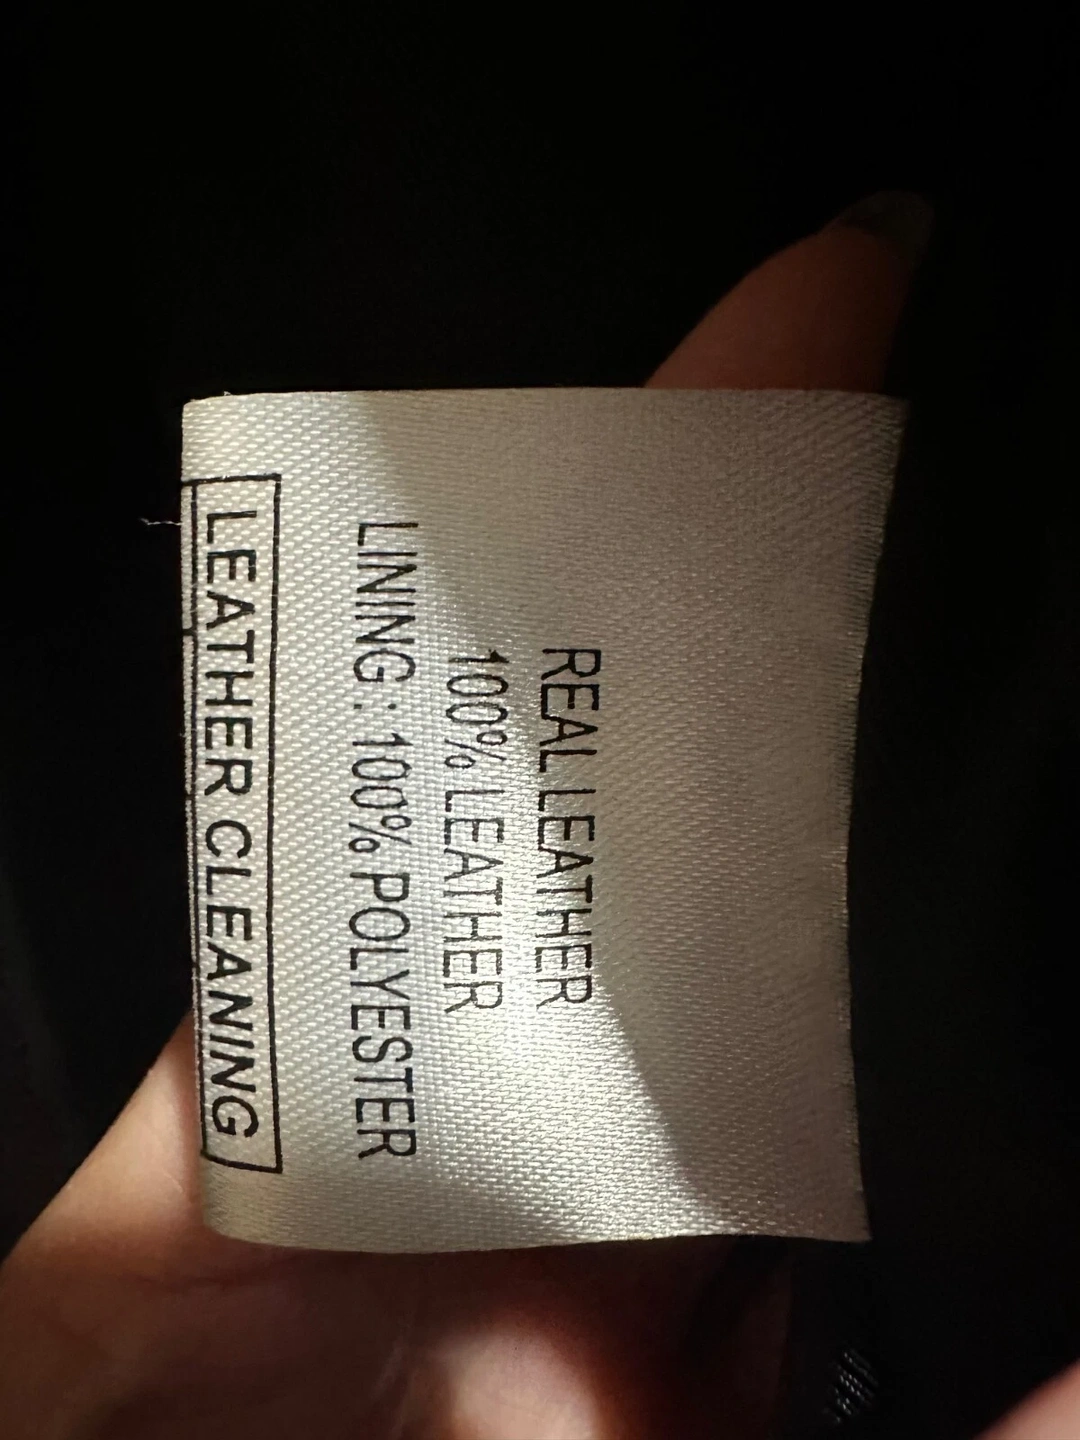 REAL LEATHER
100% LEATHER
LINING : 100% POLYESTER
LEATHER CLEANING